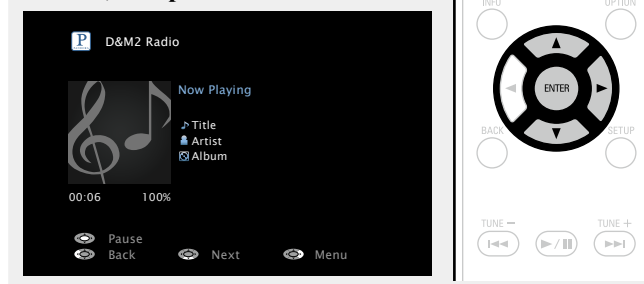 P D&M2 Radio
Now Playing
Title
Artist
Album
00:06 100%
Pause
Back Next Menu
INFO OPTION
ENTER
BACK SETUP
TUNE – TUNE +